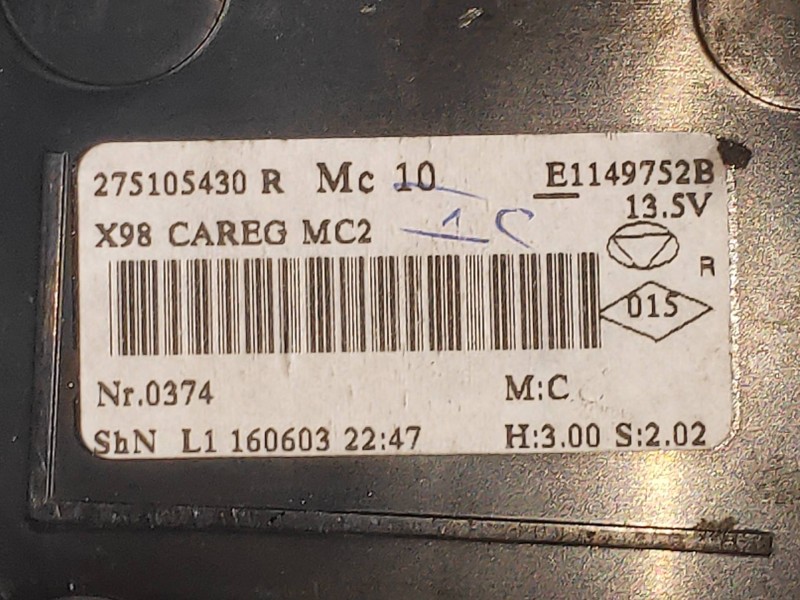 275105430 R Mc 10 E1149752B
13.5V
X98 CAREG MC2 1C
R
015
Nr.0374 M:C
ShN L1 160603 22:47 H:3.00 S:2.02